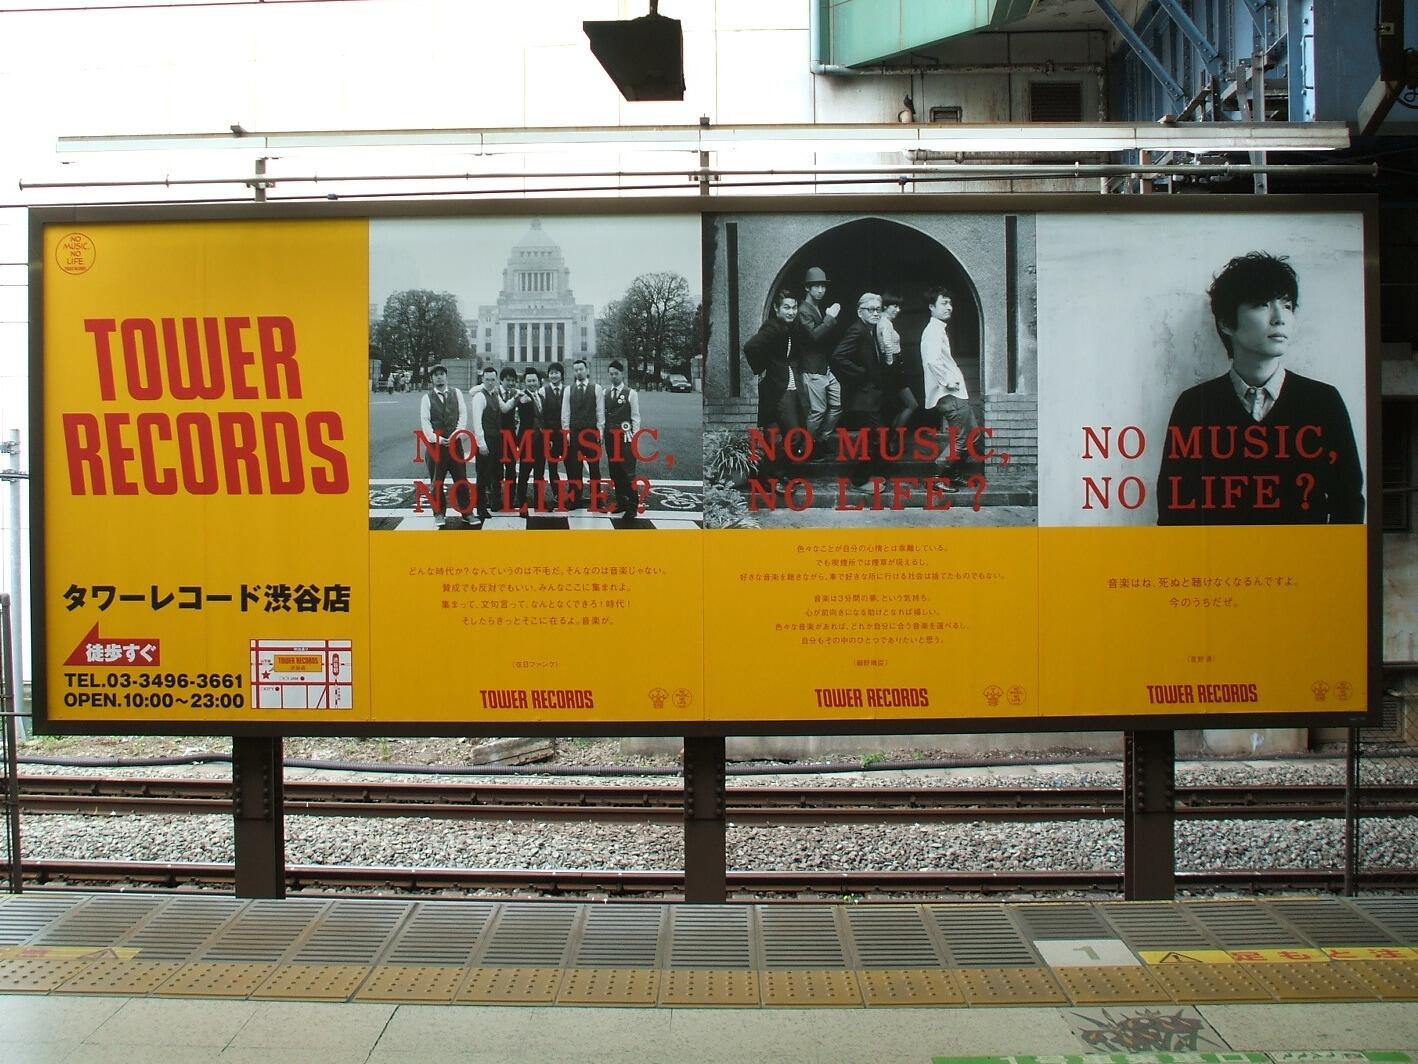 NO
MUSIC,
NO
LIFE.
TOWER
RECORDS
タワーレコード渋谷店
徒歩すぐ
TEL.03-3496-3661
OPEN.10:00〜23:00
TOWER RECORDS
渋谷店
NO MUSIC,
NO LIFE?
どんな時代か?なんていうのは不毛だ。そんなのは音楽じゃない。
賛成でも反対でもいい、みんなここに集まれよ。
集まって、文句言って、なんとなくできろ!時代!
そしたらきっとそこに在るよ。音楽が。
(在日ファンク)
TOWER RECORDS
NO MUSIC,
NO LIFE?
色々なことが自分の心情とは乖離している。
でも喫煙所では煙草が吸えるし、
好きな音楽を聴きながら、車で好きな所に行ける社会は捨てたものでもない。
音楽は3分間の夢、という気持ち。
心が前向きになる助けとなれば嬉しい。
色々な音楽があれば、どれか自分に合う音楽を選べるし、
自分もその中のひとつでありたいと思う。
(細野晴臣)
TOWER RECORDS
NO MUSIC,
NO LIFE?
音楽はね、死ぬと聴けなくなるんですよ。
今のうちだぜ。
(星野源)
TOWER RECORDS
1
足もと注